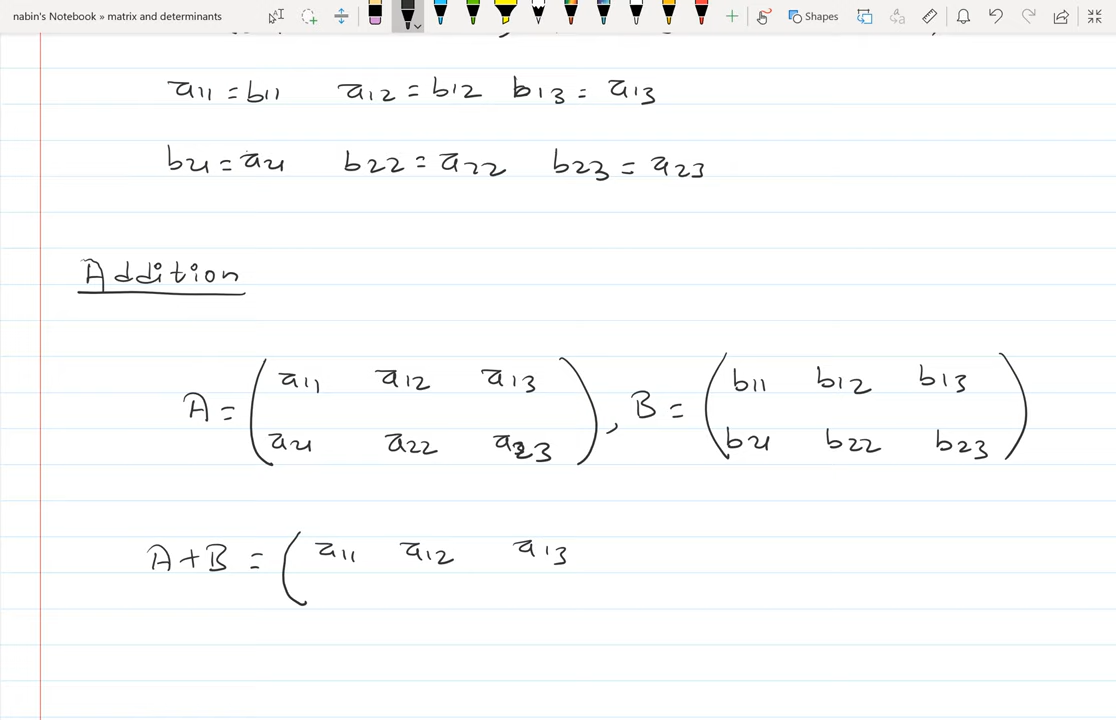 nabin's Notebook » matrix and determinants Shapes
a11 = b11 a12 = b12 b13 = a13
b21 = a21 b22 = a22 b23 = a23
Addition
A = ( a11 a12 a13 ) , B = ( b11 b12 b13 )
a21 a22 a23 b21 b22 b23
A+B = ( a11 a12 a13